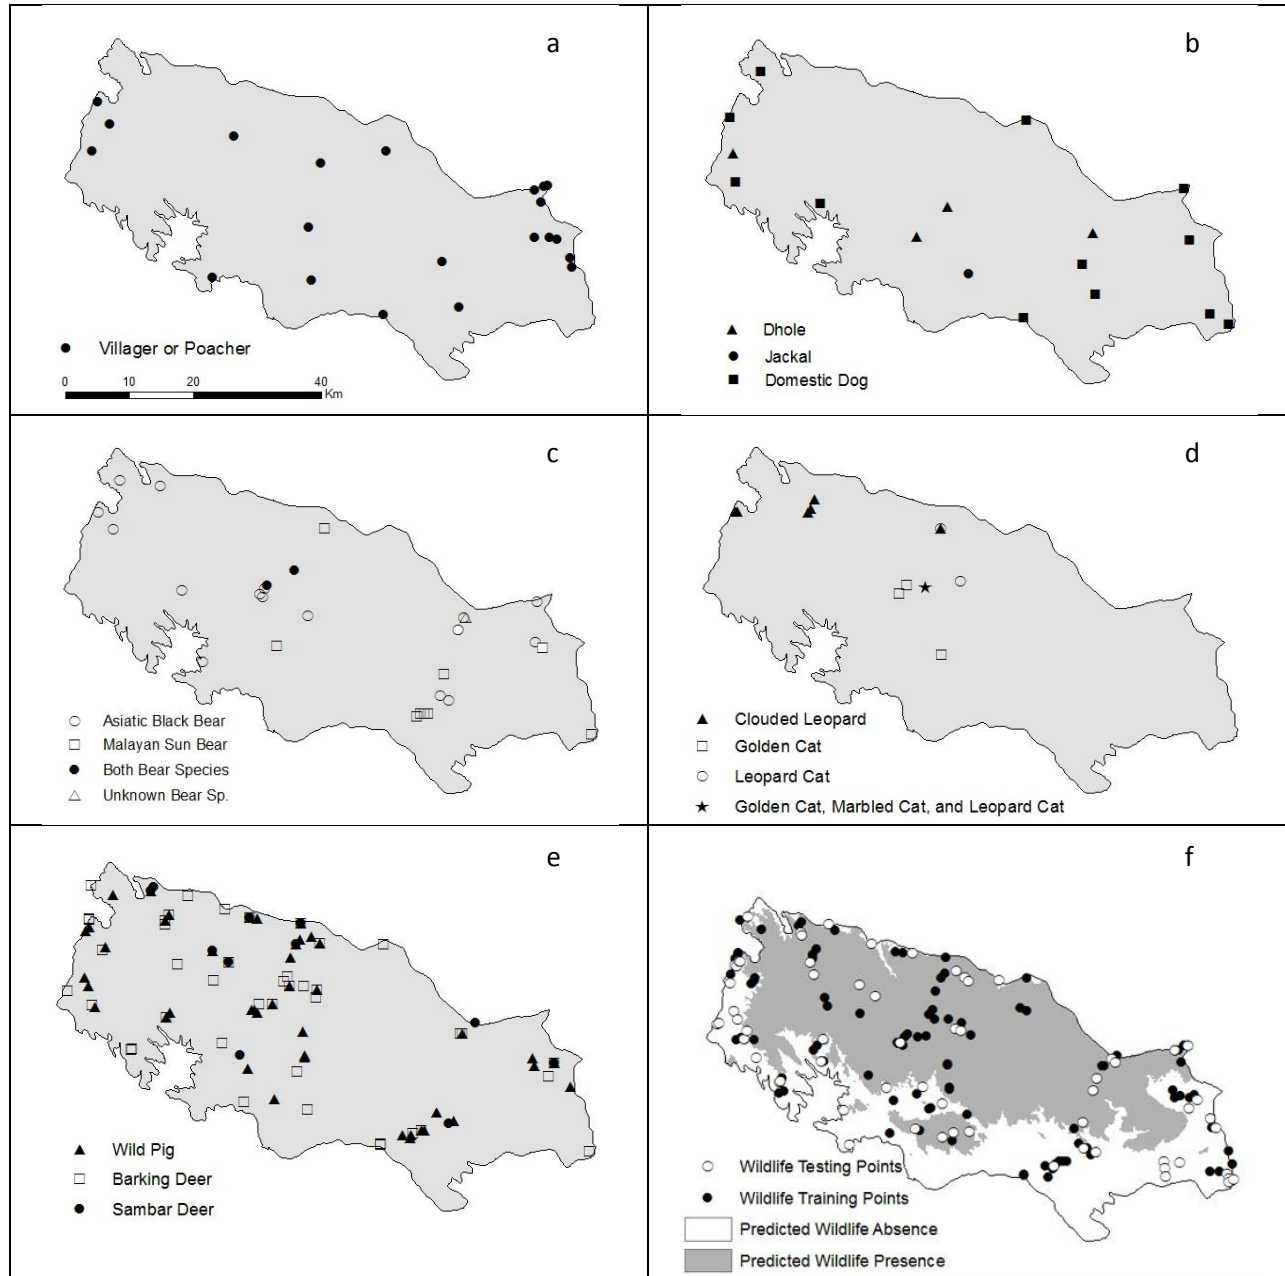 a
Villager or Poacher
0 10 20 40
Km
b
Dhole
Jackal
Domestic Dog
c
Asiatic Black Bear
Malayan Sun Bear
Both Bear Species
Unknown Bear Sp.
d
Clouded Leopard
Golden Cat
Leopard Cat
Golden Cat, Marbled Cat, and Leopard Cat
e
Wild Pig
Barking Deer
Sambar Deer
f
Wildlife Testing Points
Wildlife Training Points
Predicted Wildlife Absence
Predicted Wildlife Presence